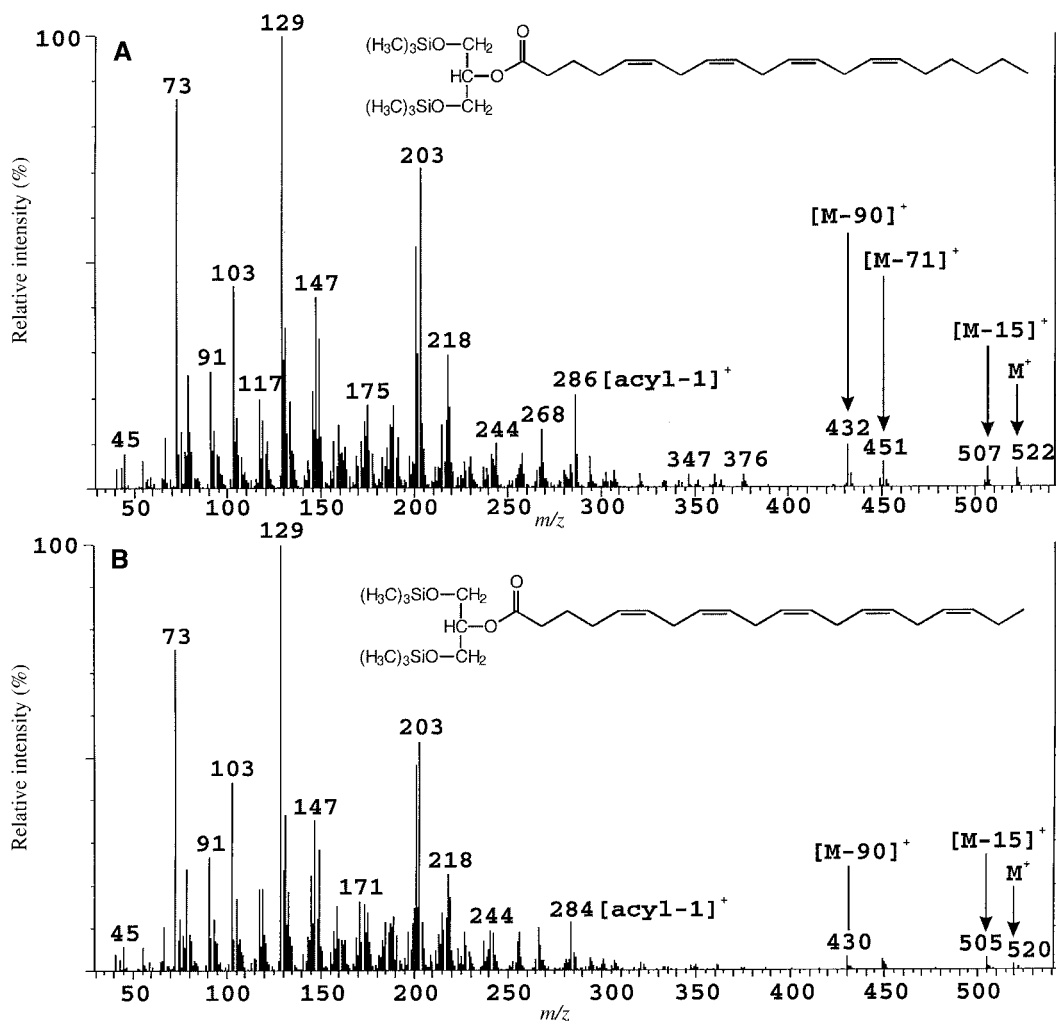 129
100
A
(H₃C)₃SiO—CH₂
O
HC—O
(H₃C)₃SiO—CH₂
73
203
[M-90]⁺
[M-71]⁺
103
147
[M-15]⁺
218
M⁺
91
117
175
286[acyl-1]⁺
268
432
45
244
451
507
522
347
376
Relative intensity (%)
50 100 150 200 250 300 350 400 450 500
m/z
129
100
B
(H₃C)₃SiO—CH₂
O
HC—O
(H₃C)₃SiO—CH₂
73
203
103
147
[M-90]⁺
[M-15]⁺
91
218
M⁺
171
284[acyl-1]⁺
45
244
430
505
520
Relative intensity (%)
50 100 150 200 250 300 350 400 450 500
m/z